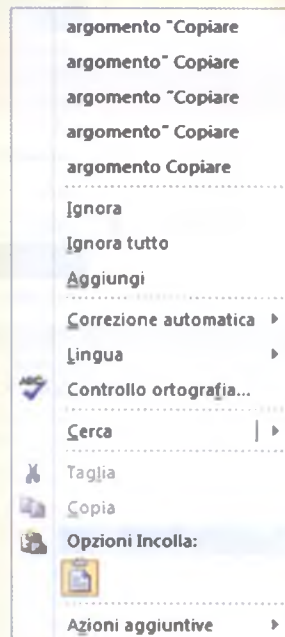 argomento "Copiare
argomento" Copiare
argomento "Copiare
argomento" Copiare
argomento Copiare
Ignora
Ignora tutto
Aggiungi
Correzione automatica
Lingua
ABC
Controllo ortografia...
Cerca
Taglia
Copia
Opzioni Incolla:
Azioni aggiuntive